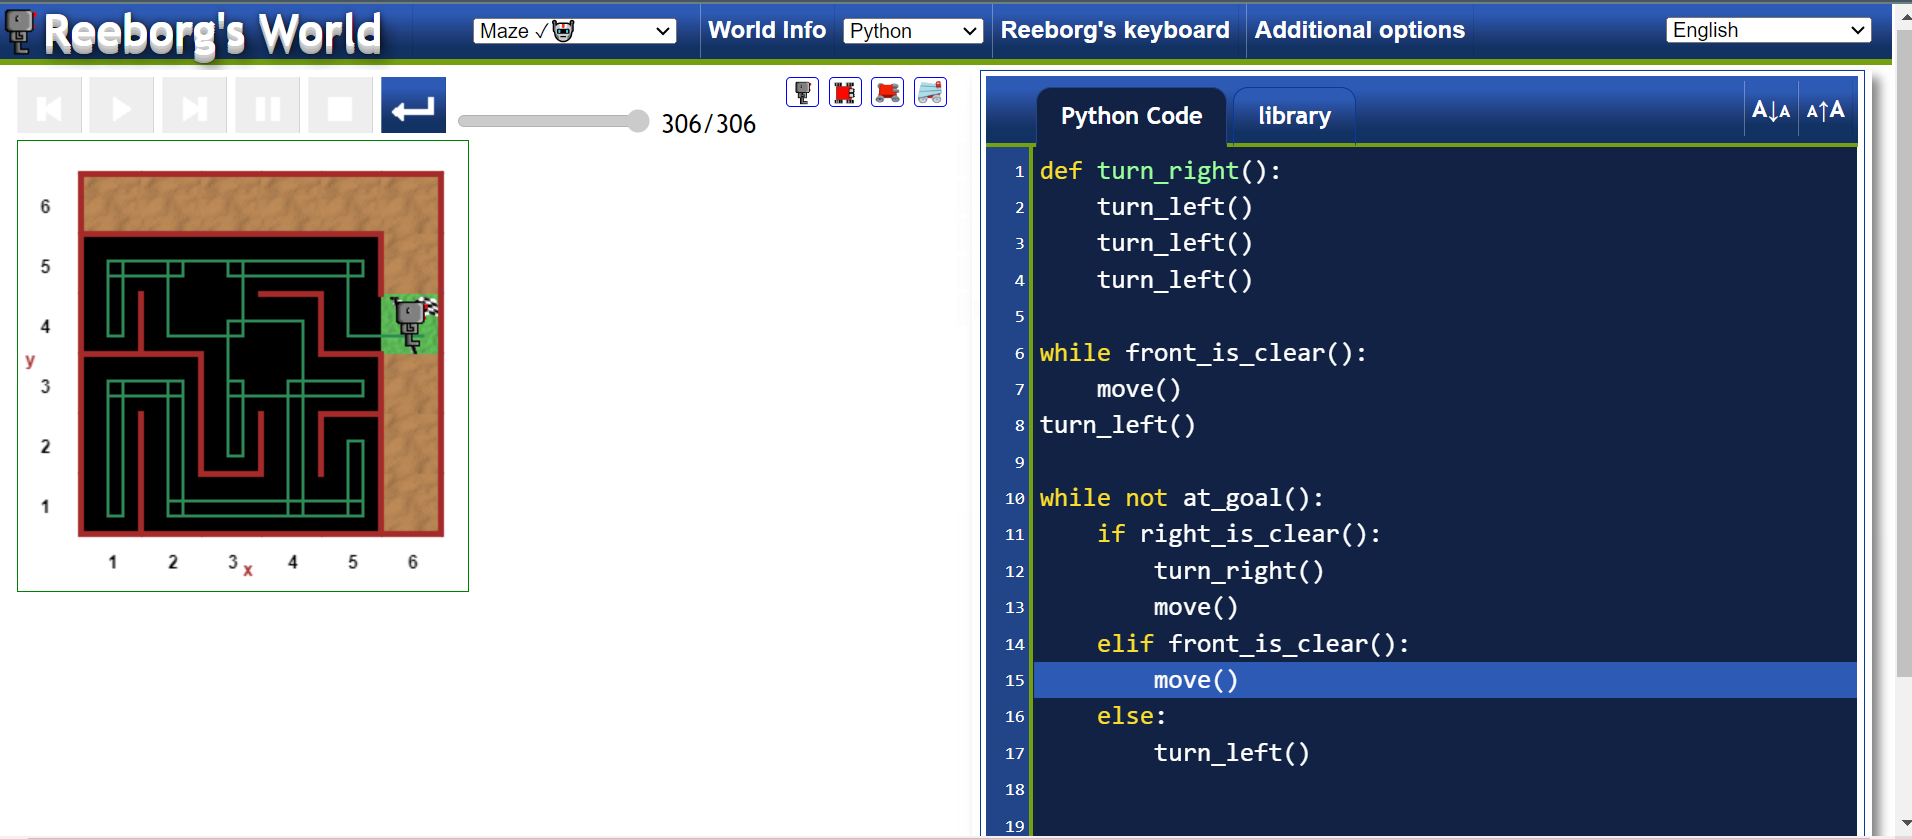 Reeborg's World
Maze ✓
World Info
Python
Reeborg's keyboard
Additional options
English
306/306
Python Code
library
A↓A
A↑A
6
5
4
y
3
2
1
1 2 3 x 4 5 6
1 def turn_right():
2     turn_left()
3     turn_left()
4     turn_left()
5
6 while front_is_clear():
7     move()
8 turn_left()
9
10 while not at_goal():
11     if right_is_clear():
12         turn_right()
13         move()
14     elif front_is_clear():
15         move()
16     else:
17         turn_left()
18
19